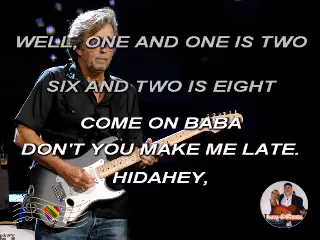 WELL, ONE AND ONE IS TWO
SIX AND TWO IS EIGHT
COME ON BABA
DON'T YOU MAKE ME LATE.
HIDAHEY,